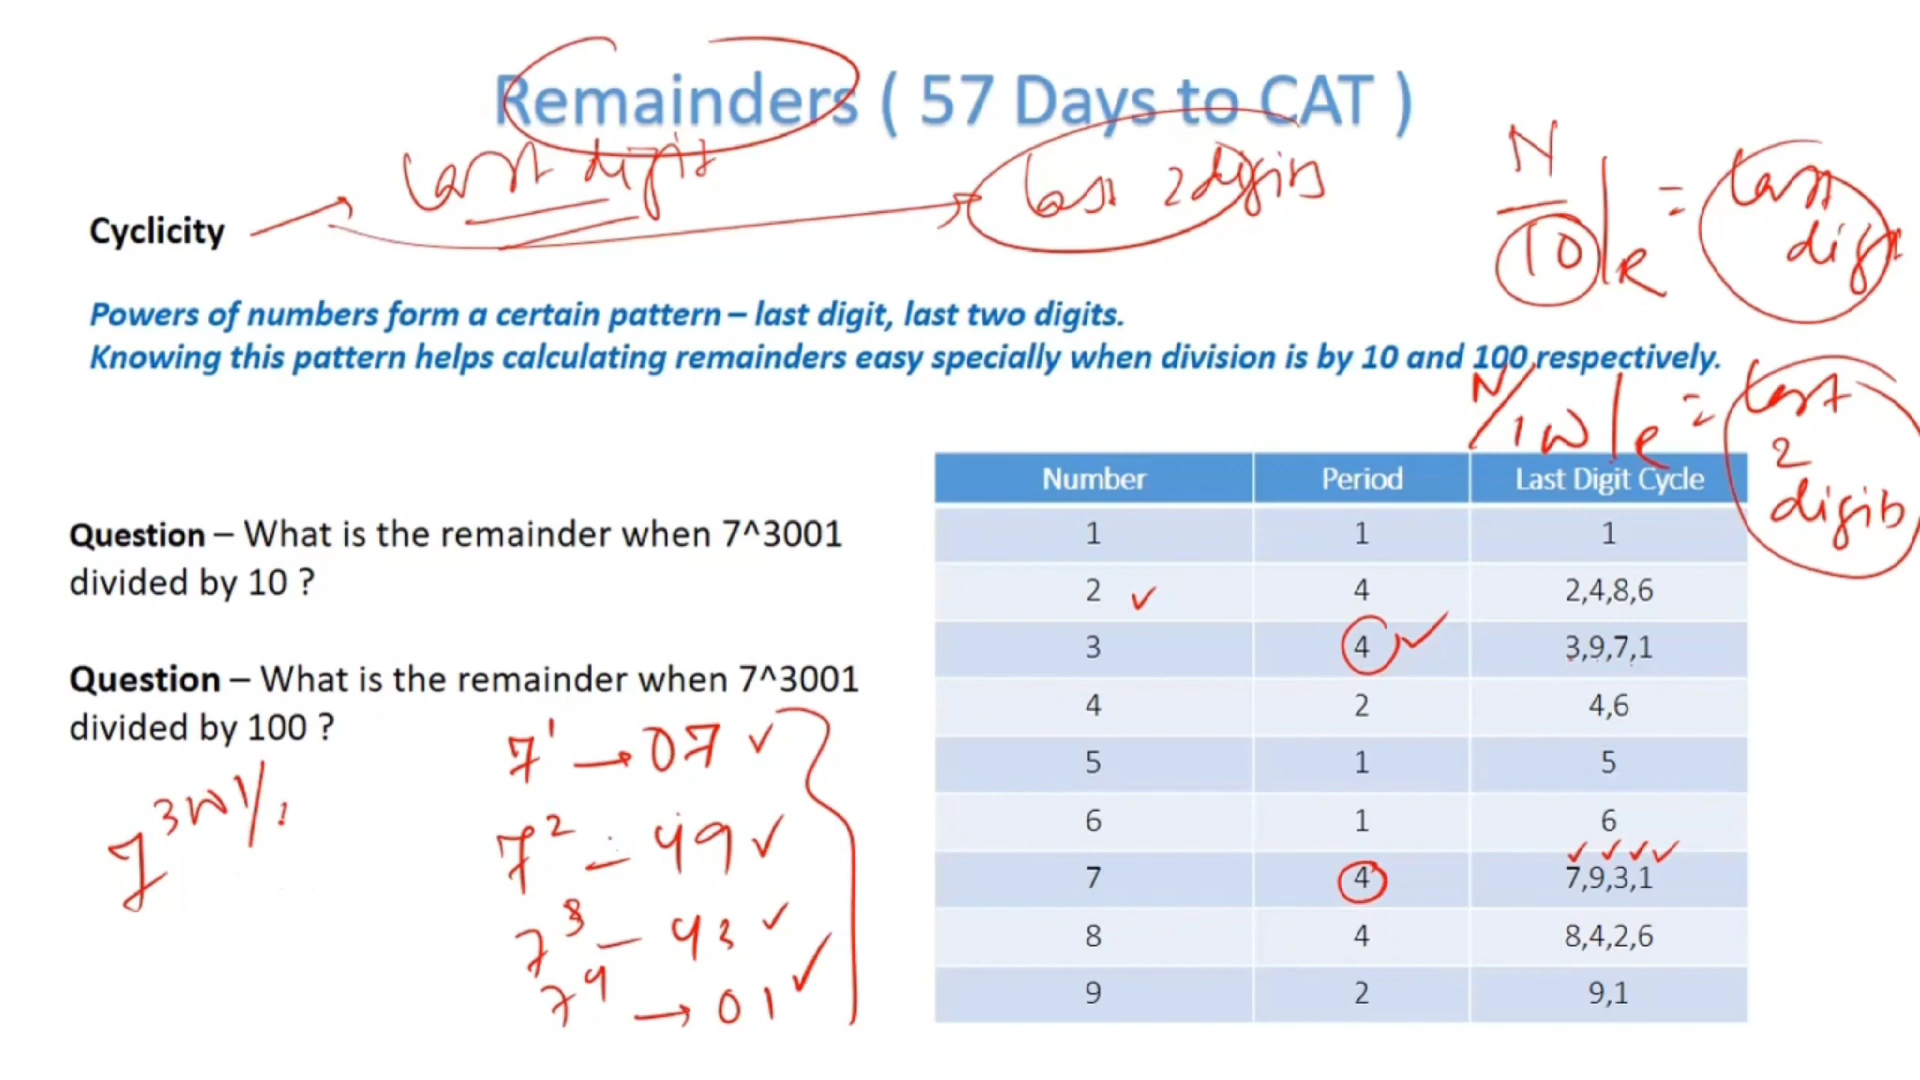 Remainders ( 57 Days to CAT )
last digit
last 2 digits
N
10 | R = last digit
Cyclicity
Powers of numbers form a certain pattern – last digit, last two digits.
Knowing this pattern helps calculating remainders easy specially when division is by 10 and 100 respectively.
N/100 | R = last 2 digits
Question – What is the remainder when 7^3001
divided by 10 ?
Question – What is the remainder when 7^3001
divided by 100 ?
7^3001/
7^1 → 07 ✓
7^2 – 49 ✓
7^3 – 43 ✓
7^4 → 01 ✓
Number Period Last Digit Cycle
1 1 1
2 ✓ 4 2,4,8,6
3 4 ✓ 3,9,7,1
4 2 4,6
5 1 5
6 1 6
✓ ✓ ✓ ✓
7 4 7,9,3,1
8 4 8,4,2,6
9 2 9,1